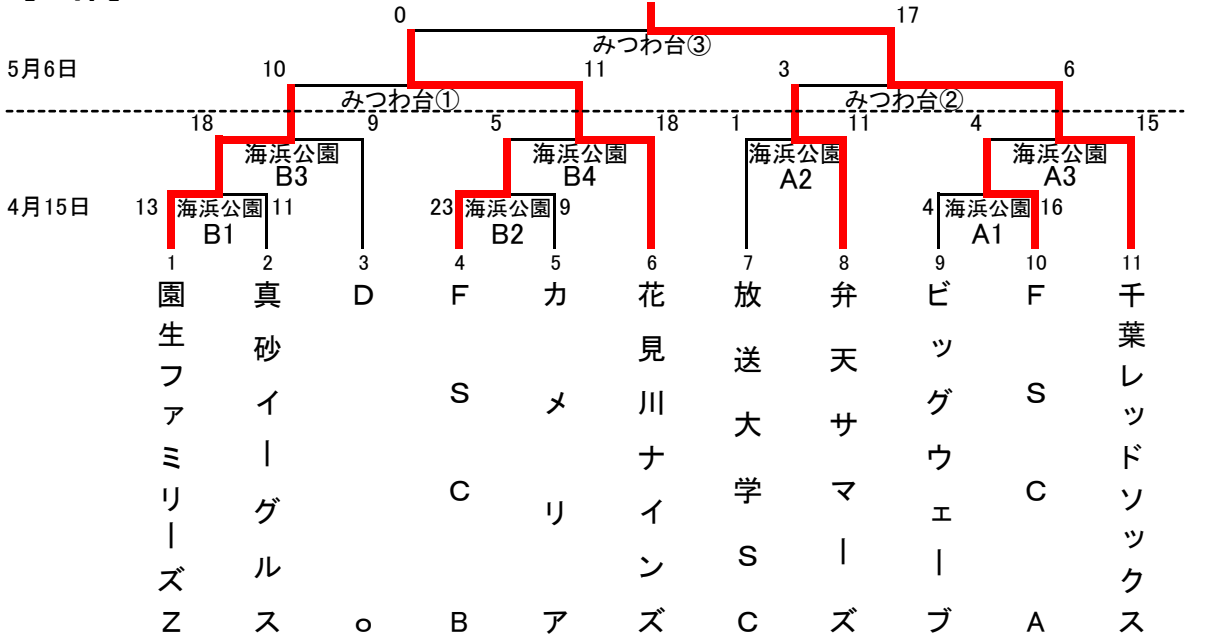 0 17
みつわ台③
5月6日 10 11 3 6
みつわ台① みつわ台②
18 9 5 18 1 11 4 15
海浜公園 海浜公園 海浜公園 海浜公園
B3 B4 A2 A3
4月15日 13 海浜公園 11 23 海浜公園 9 4 海浜公園 16
B1 B2 A1
1 2 3 4 5 6 7 8 9 10 11
園生ファミリーズZ
真砂イーグルス
Do
FSCB
カメリア
花見川ナインズ
放送大学SC
弁天サマーズ
ビッグウェーブ
FSCA
千葉レッドソックス